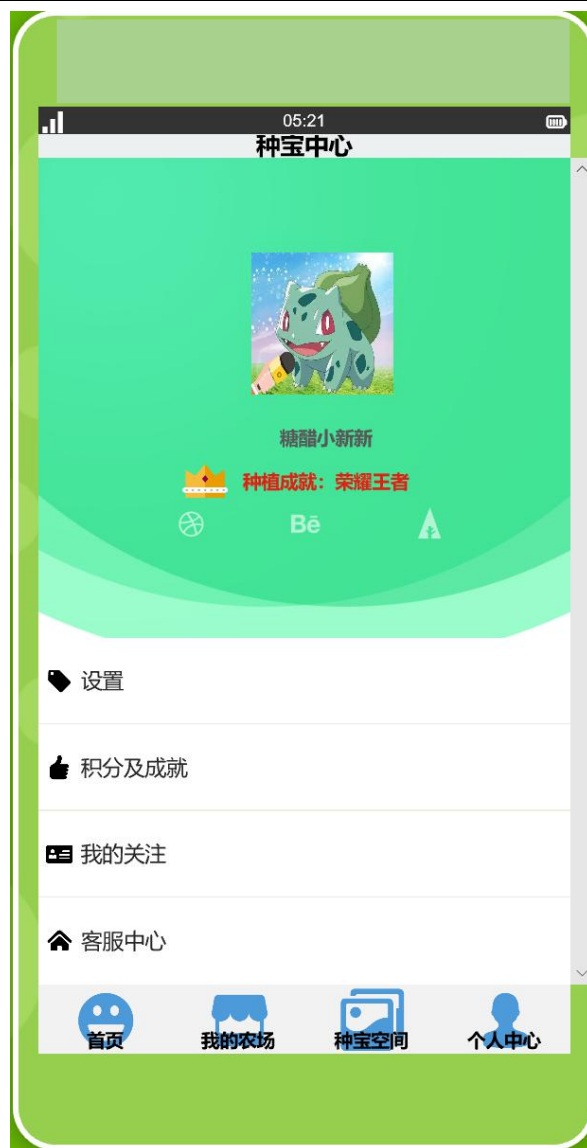 05:21
种宝中心
糖醋小新新
种植成就：荣耀王者
Bē
设置
积分及成就
我的关注
客服中心
首页 我的农场 种宝空间 个人中心